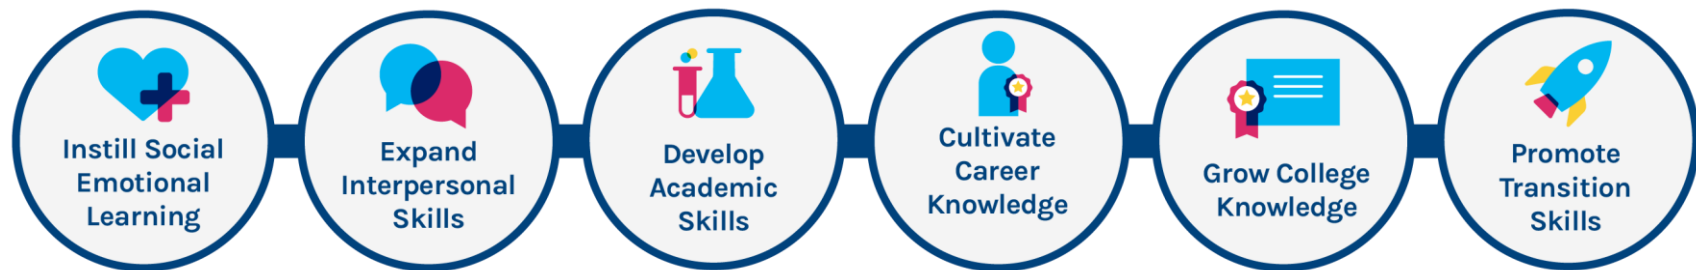 Instill Social
Emotional
Learning
Expand
Interpersonal
Skills
Develop
Academic
Skills
Cultivate
Career
Knowledge
Grow College
Knowledge
Promote
Transition
Skills